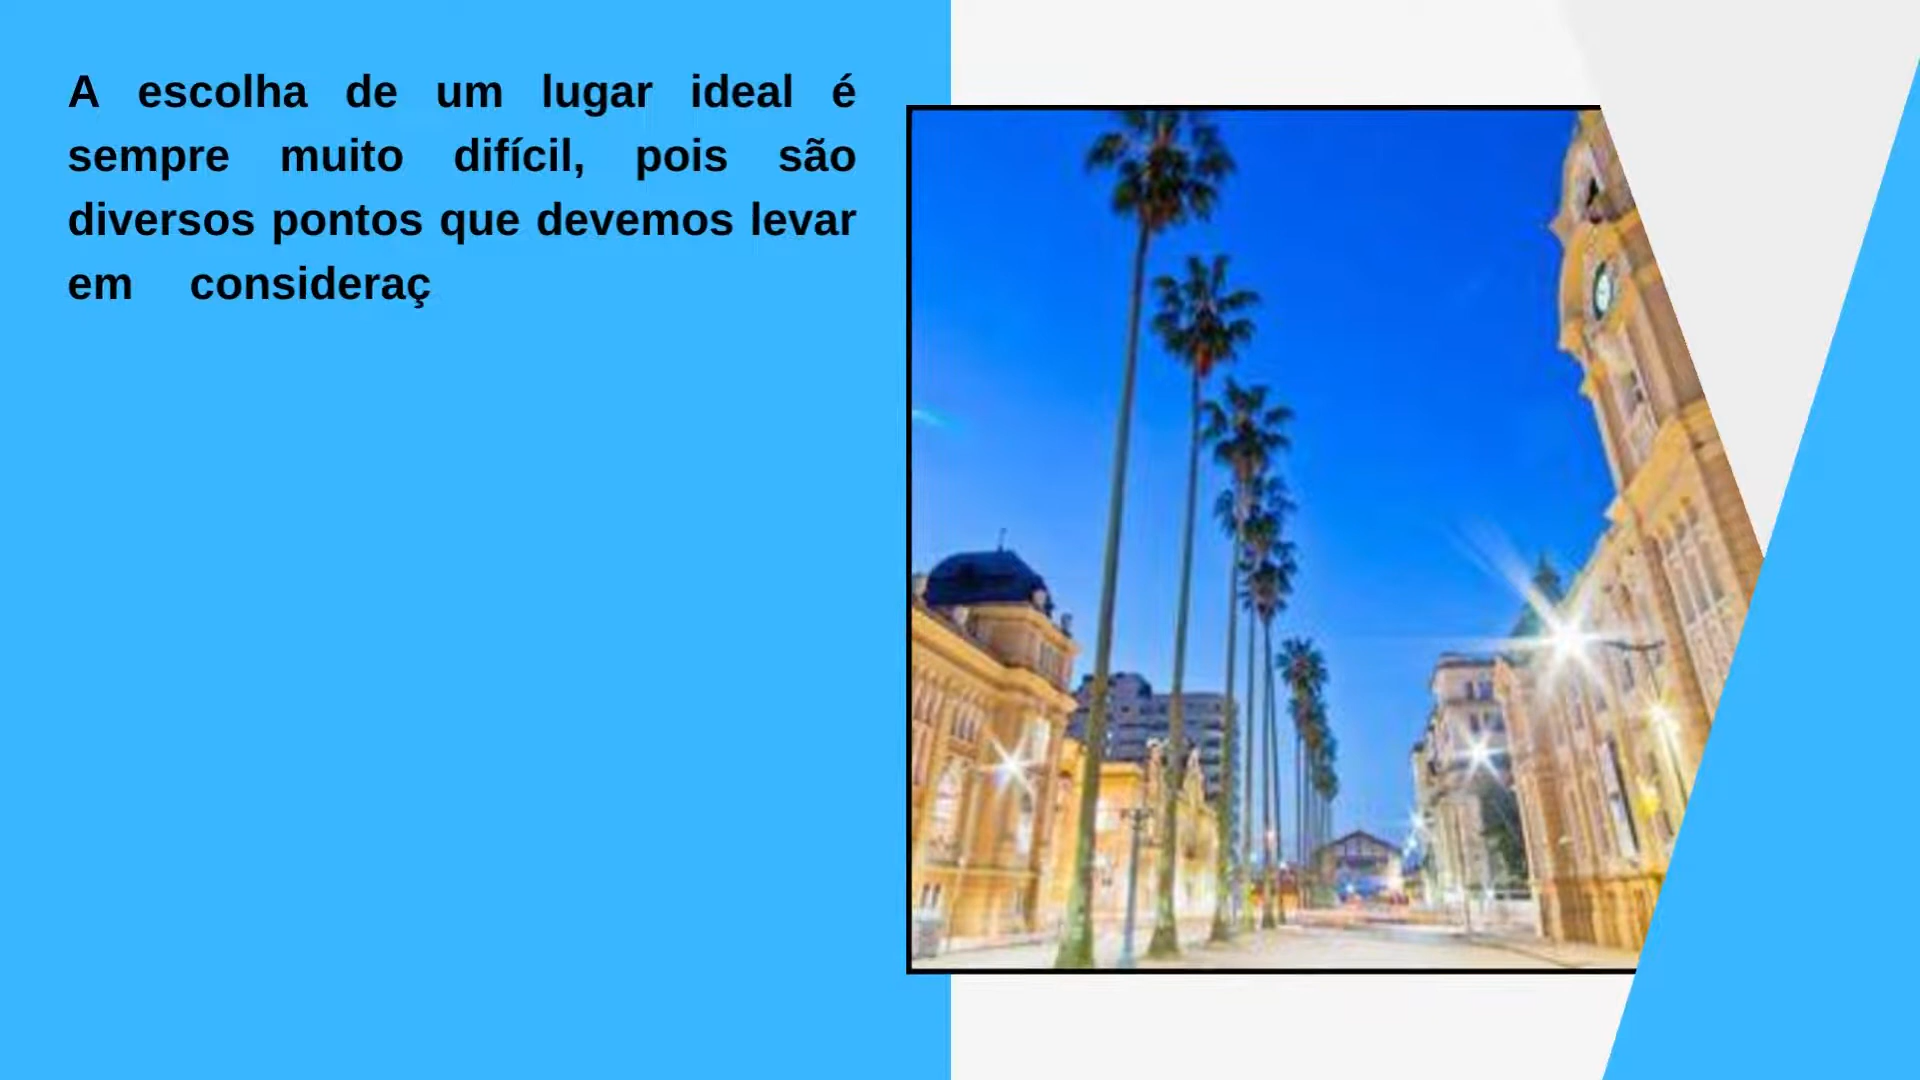 A escolha de um lugar ideal é
sempre muito difícil, pois são
diversos pontos que devemos levar
em consideraç